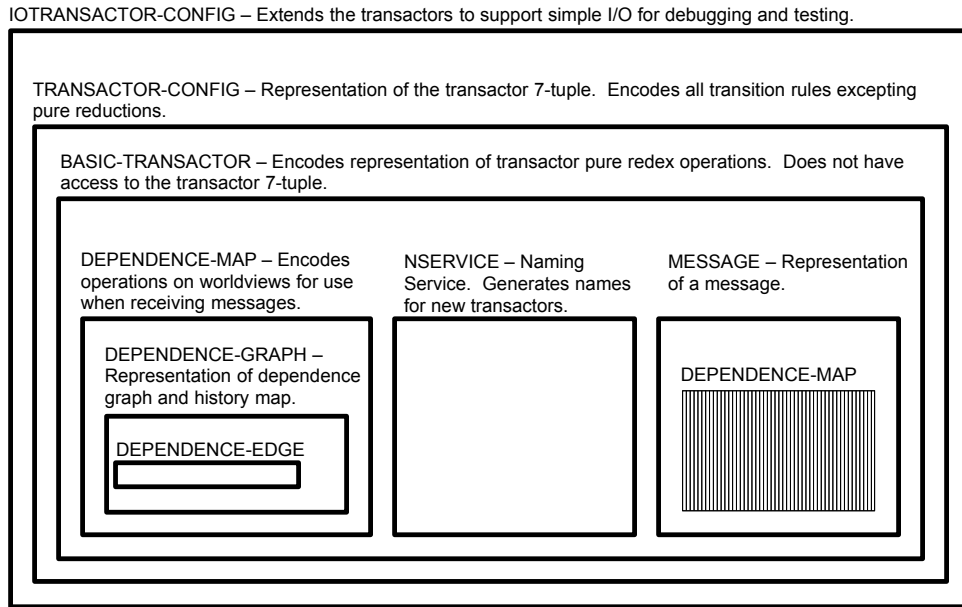 IOTRANSACTOR-CONFIG – Extends the transactors to support simple I/O for debugging and testing.
TRANSACTOR-CONFIG – Representation of the transactor 7-tuple.  Encodes all transition rules excepting
pure reductions.
BASIC-TRANSACTOR – Encodes representation of transactor pure redex operations.  Does not have
access to the transactor 7-tuple.
DEPENDENCE-MAP – Encodes
operations on worldviews for use
when receiving messages.
NSERVICE – Naming
Service.  Generates names
for new transactors.
MESSAGE – Representation
of a message.
DEPENDENCE-GRAPH –
Representation of dependence
graph and history map.
DEPENDENCE-EDGE
DEPENDENCE-MAP